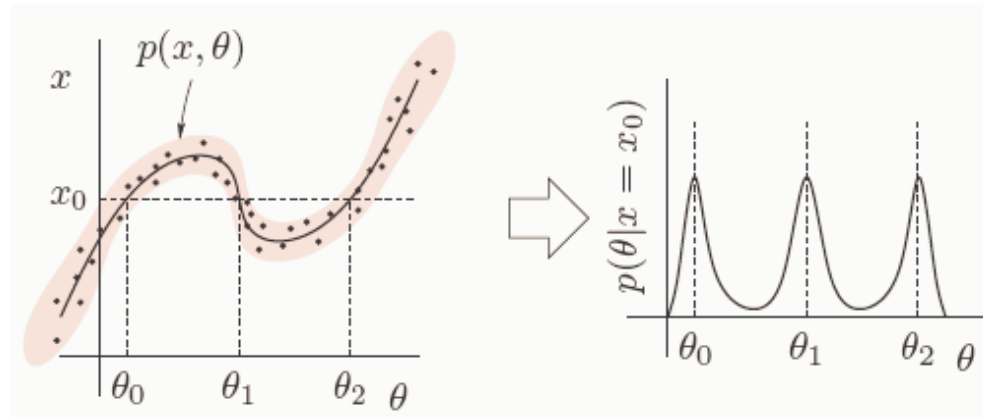 p(x, θ)
x
x₀
θ₀ θ₁ θ₂ θ
p(θ|x = x₀)
θ₀ θ₁ θ₂ θ